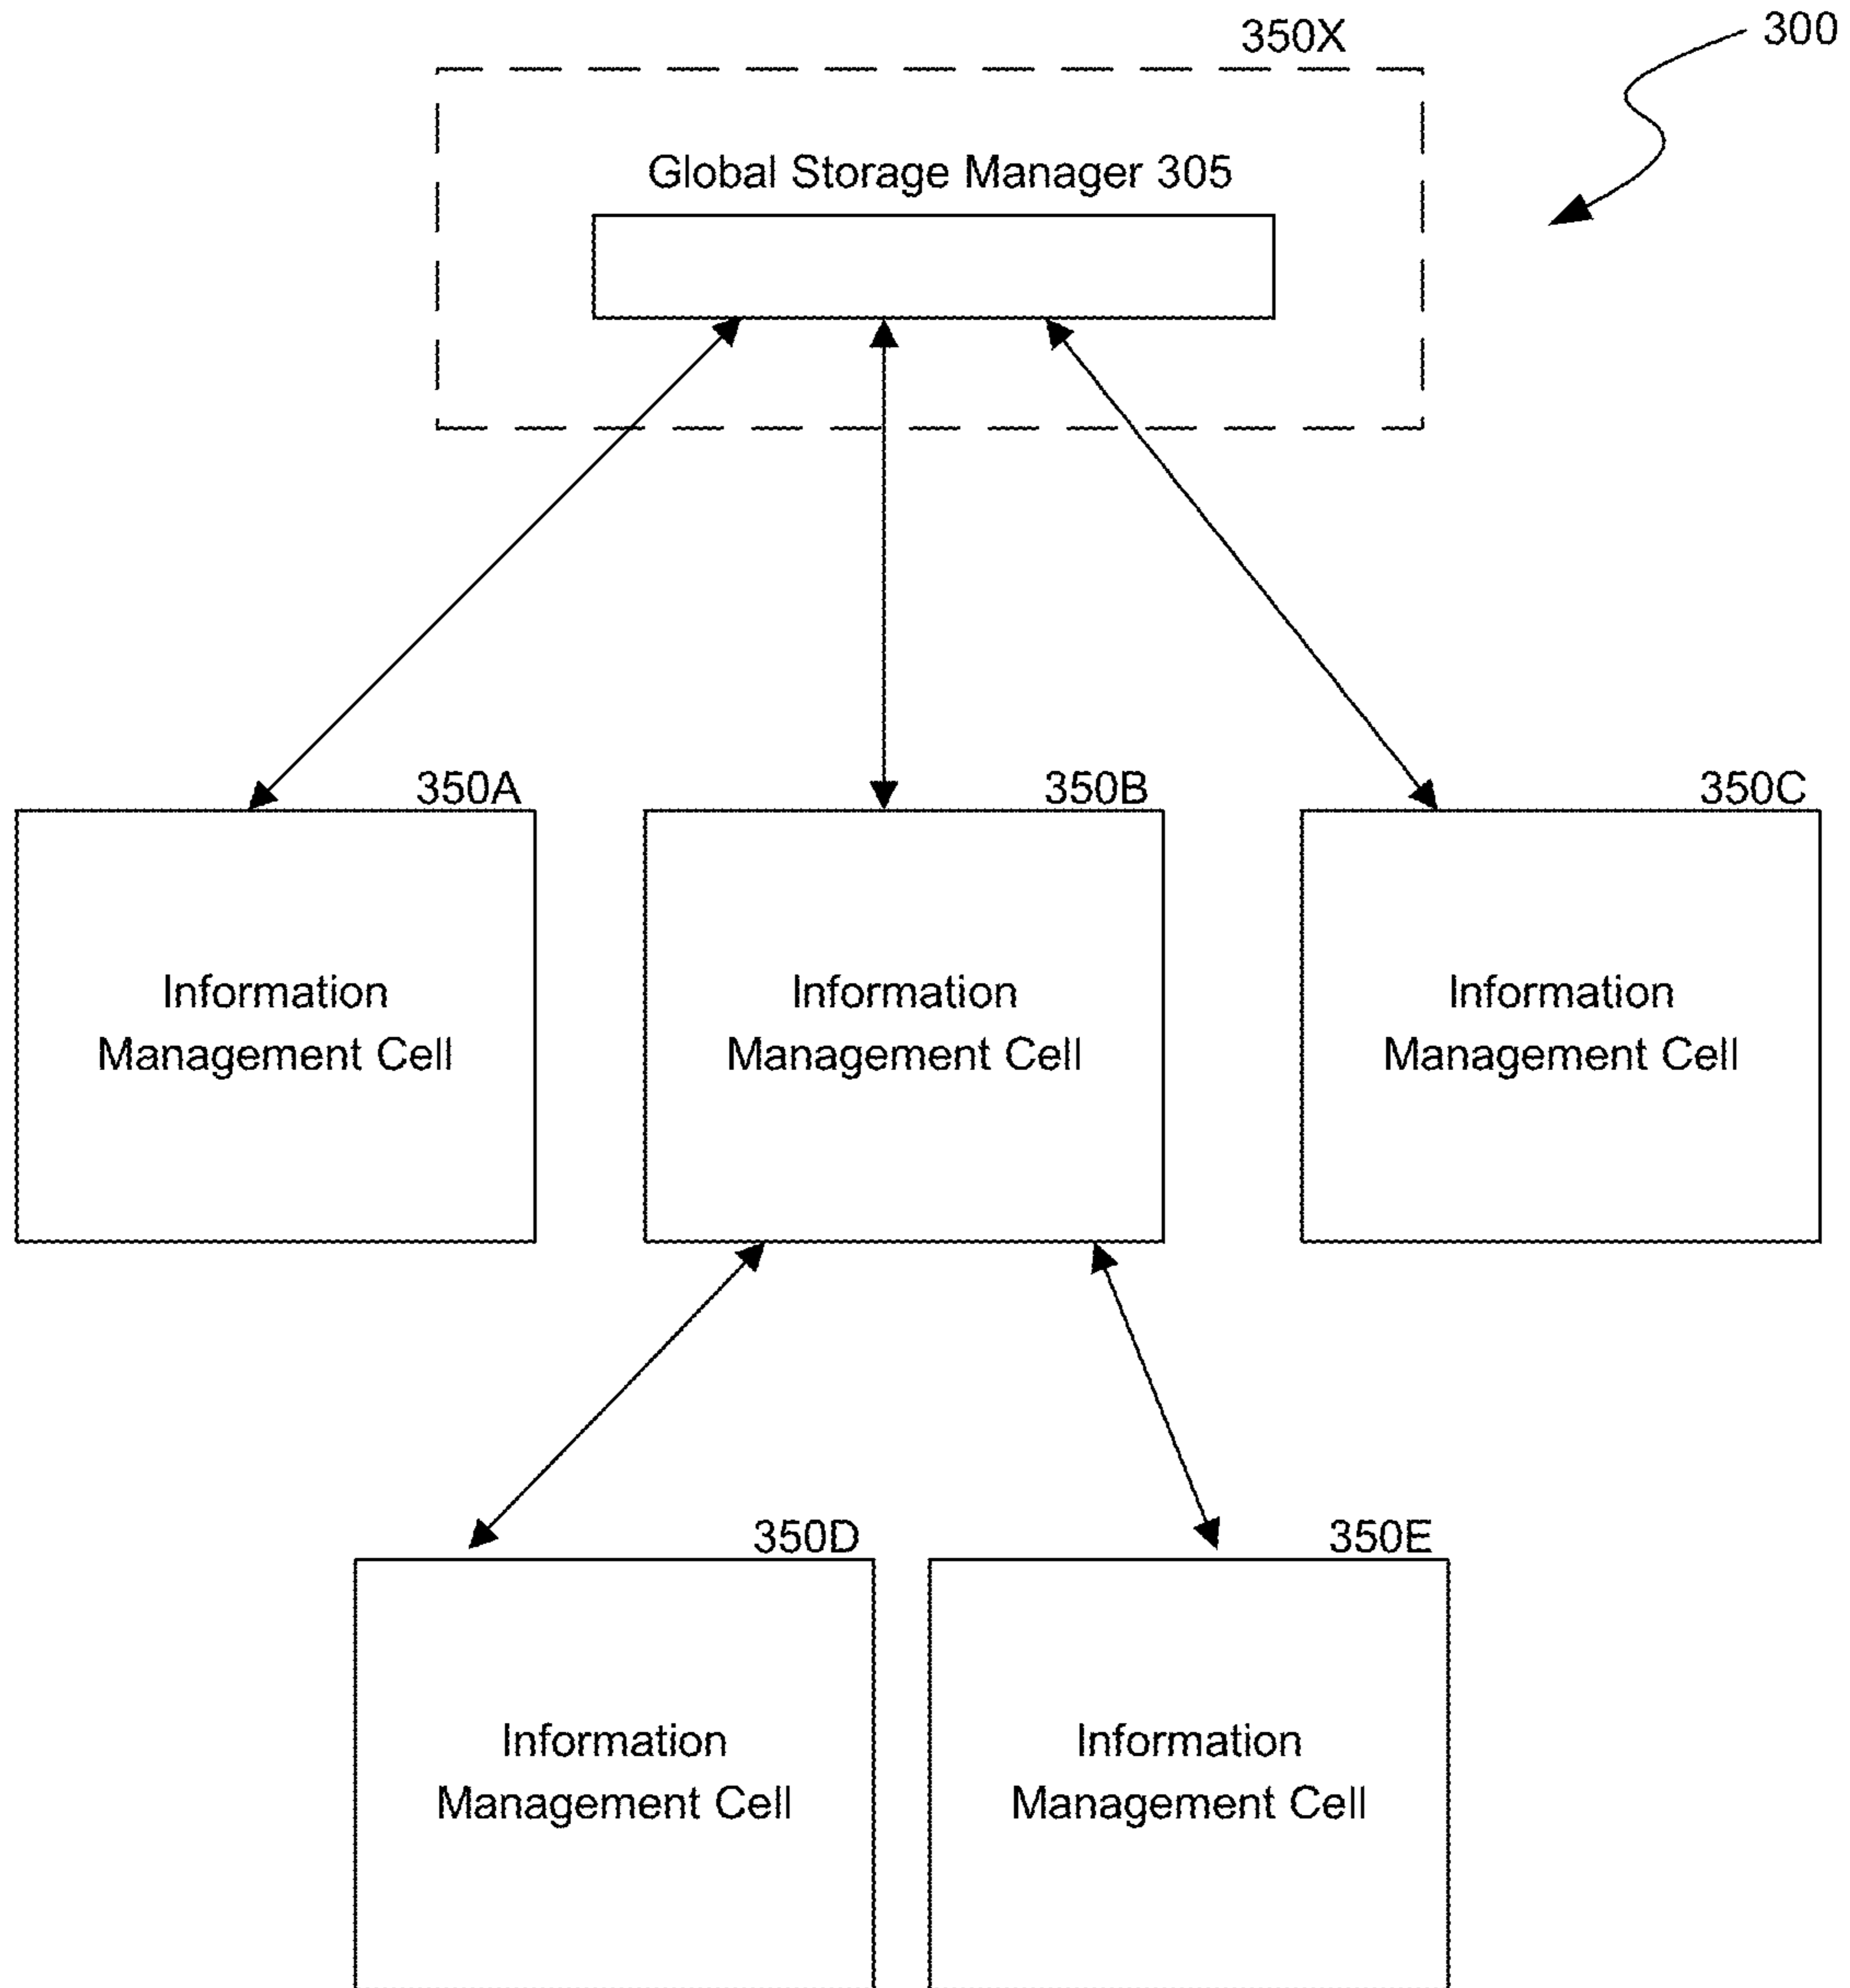 350X
300
Global Storage Manager 305
350A
350B
350C
Information
Management Cell
Information
Management Cell
Information
Management Cell
350D
350E
Information
Management Cell
Information
Management Cell